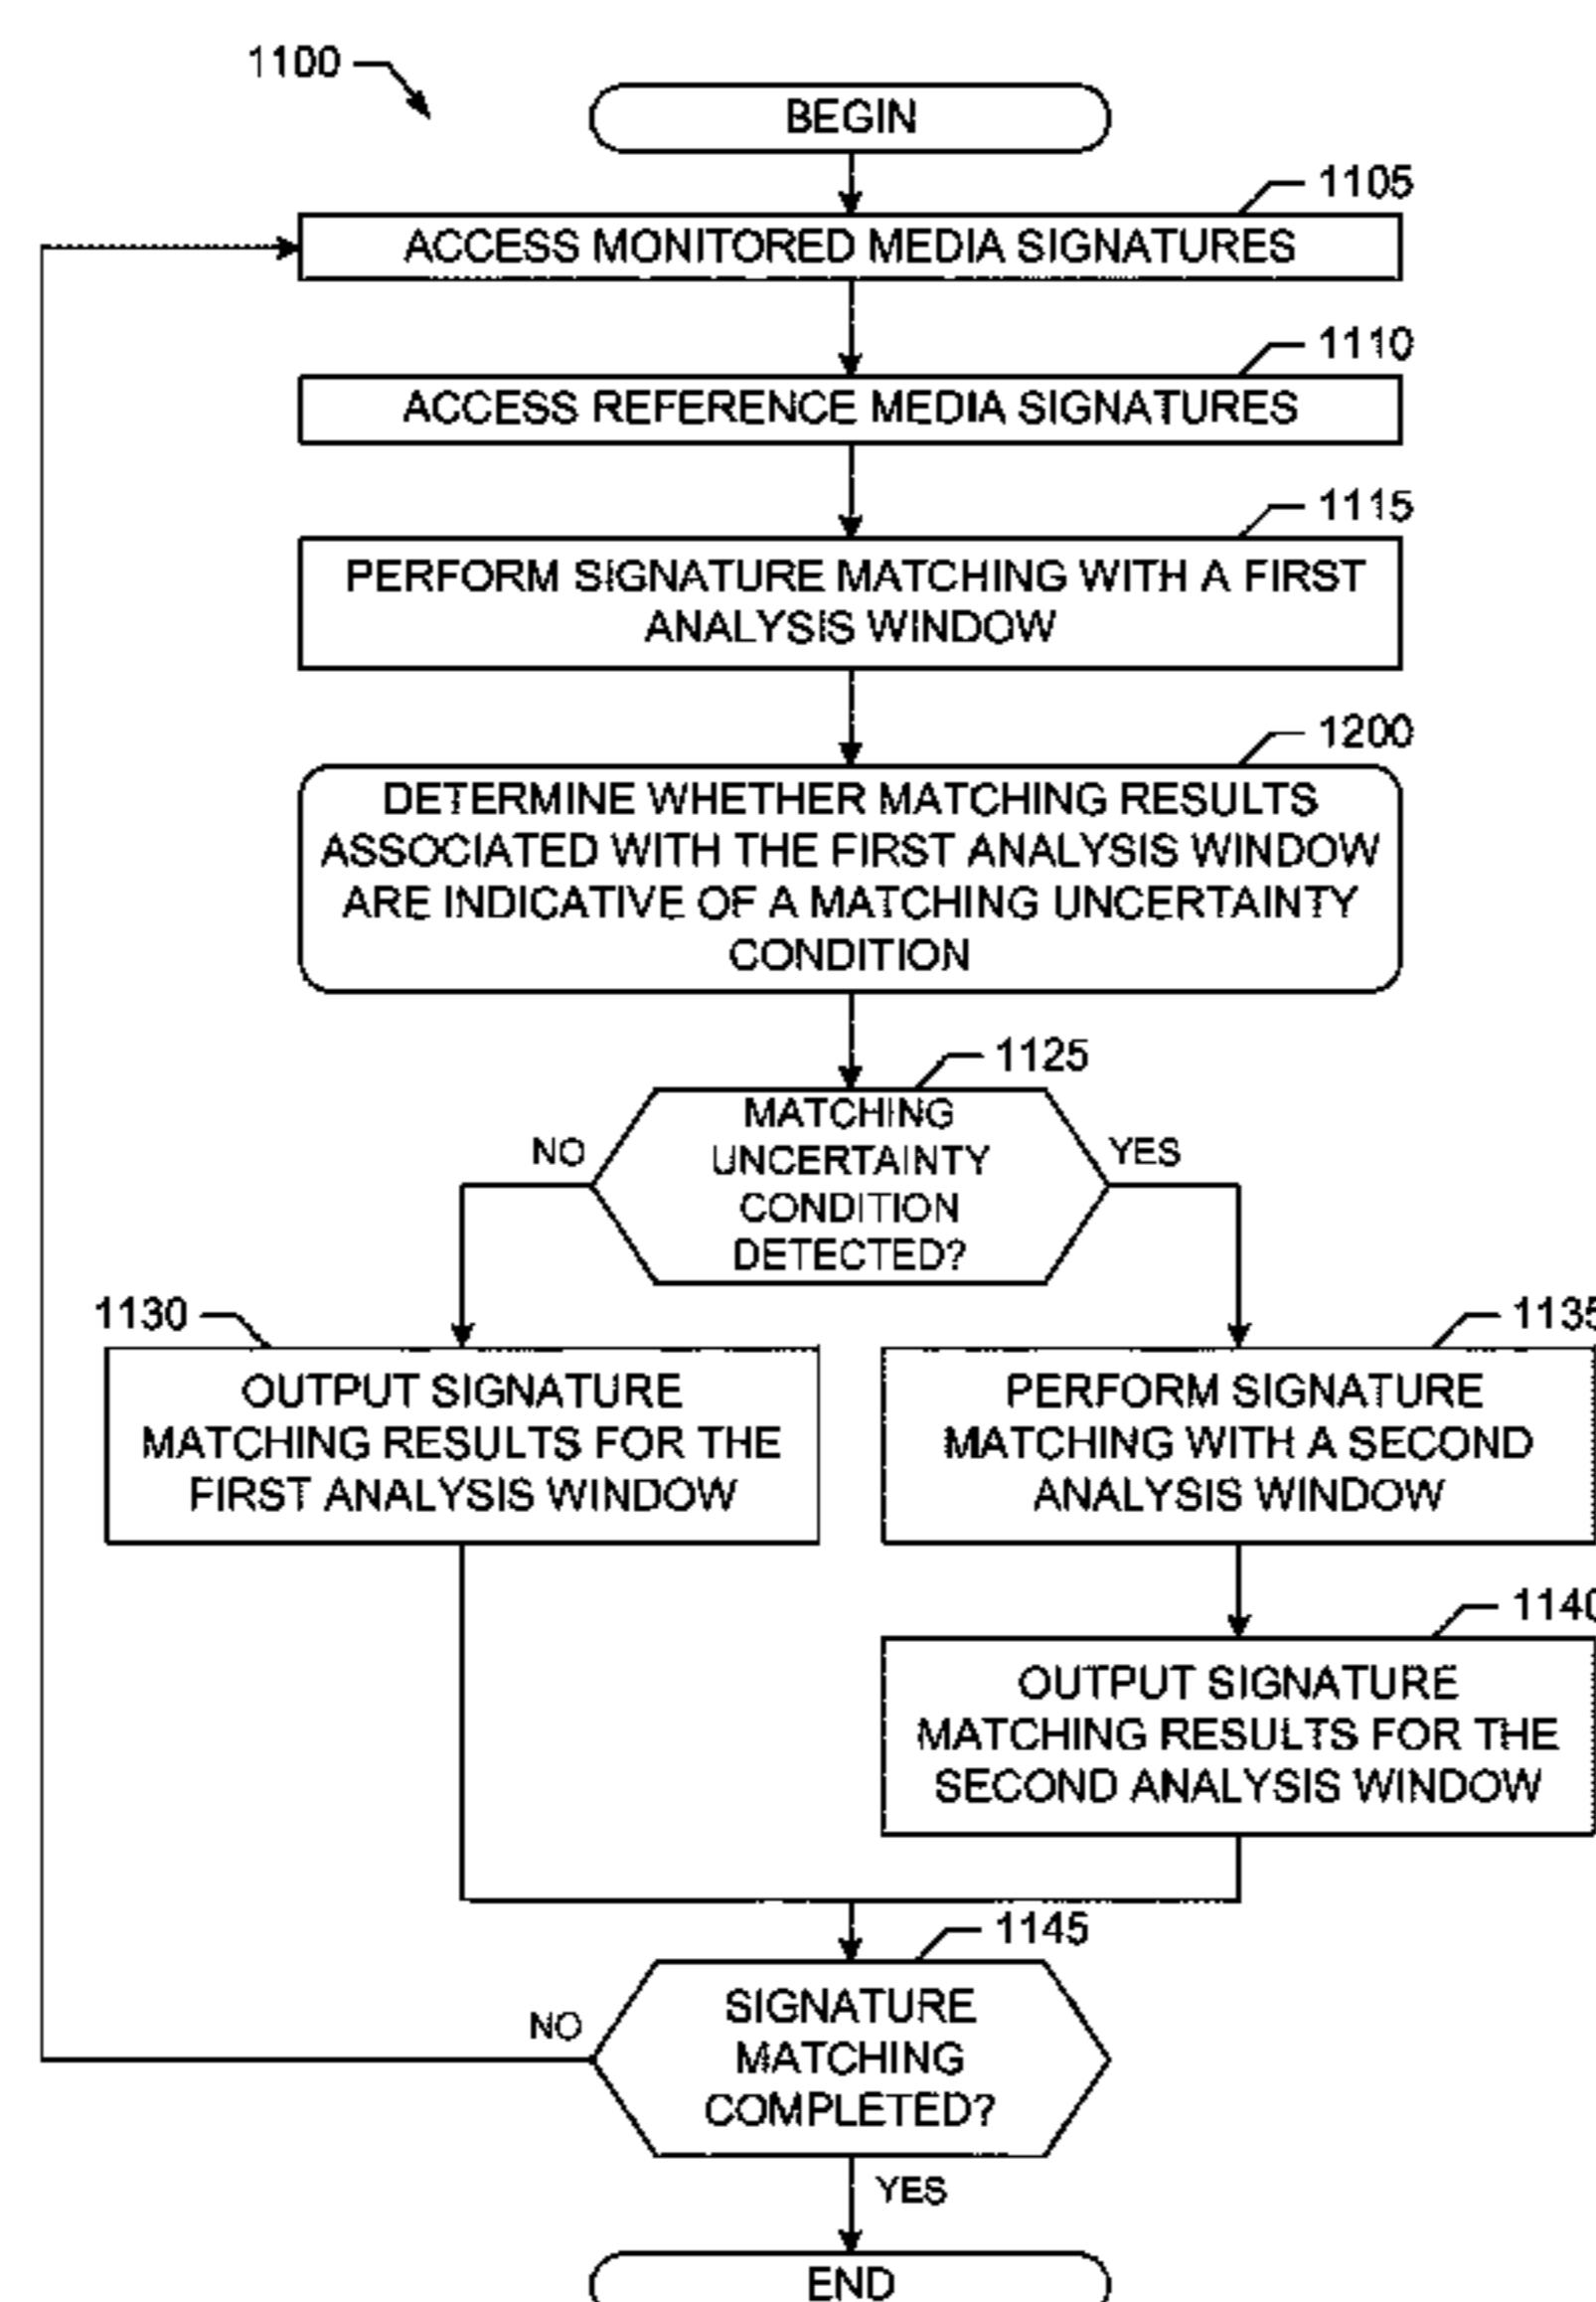 1100
BEGIN
1105
ACCESS MONITORED MEDIA SIGNATURES
1110
ACCESS REFERENCE MEDIA SIGNATURES
1115
PERFORM SIGNATURE MATCHING WITH A FIRST
ANALYSIS WINDOW
1200
DETERMINE WHETHER MATCHING RESULTS
ASSOCIATED WITH THE FIRST ANALYSIS WINDOW
ARE INDICATIVE OF A MATCHING UNCERTAINTY
CONDITION
1125
MATCHING
UNCERTAINTY
CONDITION
DETECTED?
NO
YES
1130
OUTPUT SIGNATURE
MATCHING RESULTS FOR THE
FIRST ANALYSIS WINDOW
1135
PERFORM SIGNATURE
MATCHING WITH A SECOND
ANALYSIS WINDOW
1140
OUTPUT SIGNATURE
MATCHING RESULTS FOR THE
SECOND ANALYSIS WINDOW
1145
SIGNATURE
MATCHING
COMPLETED?
NO
YES
END